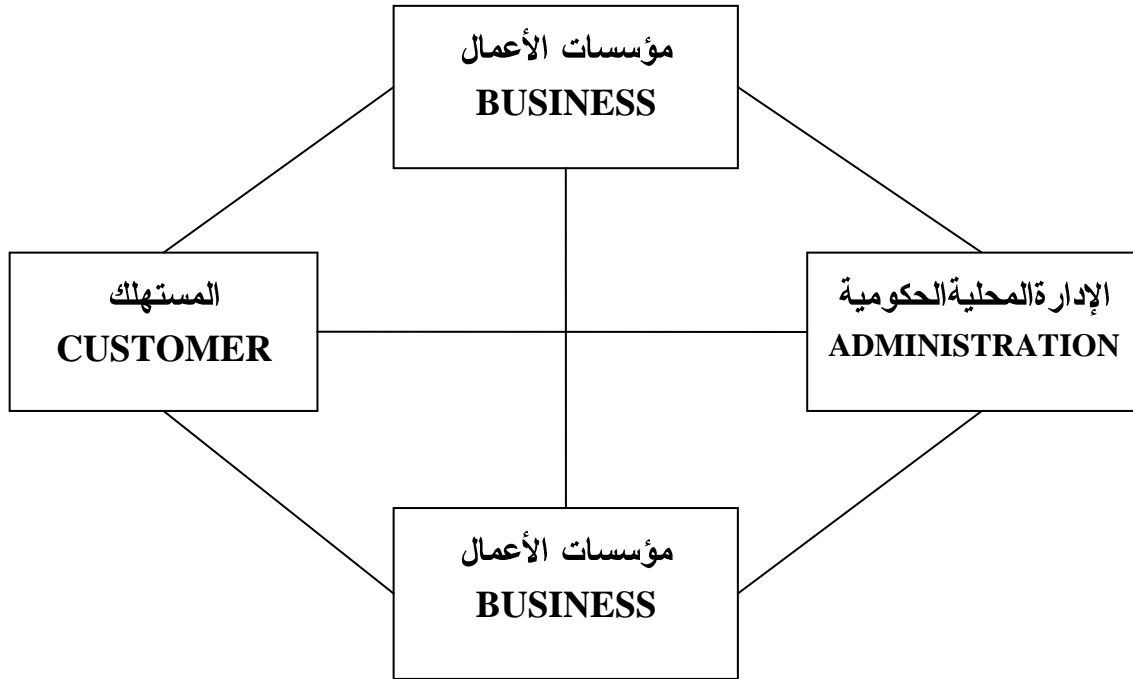 مؤسسات الأعمال
BUSINESS
المستهلك
CUSTOMER
الإدارةالمحليةالحكومية
ADMINISTRATION
مؤسسات الأعمال
BUSINESS